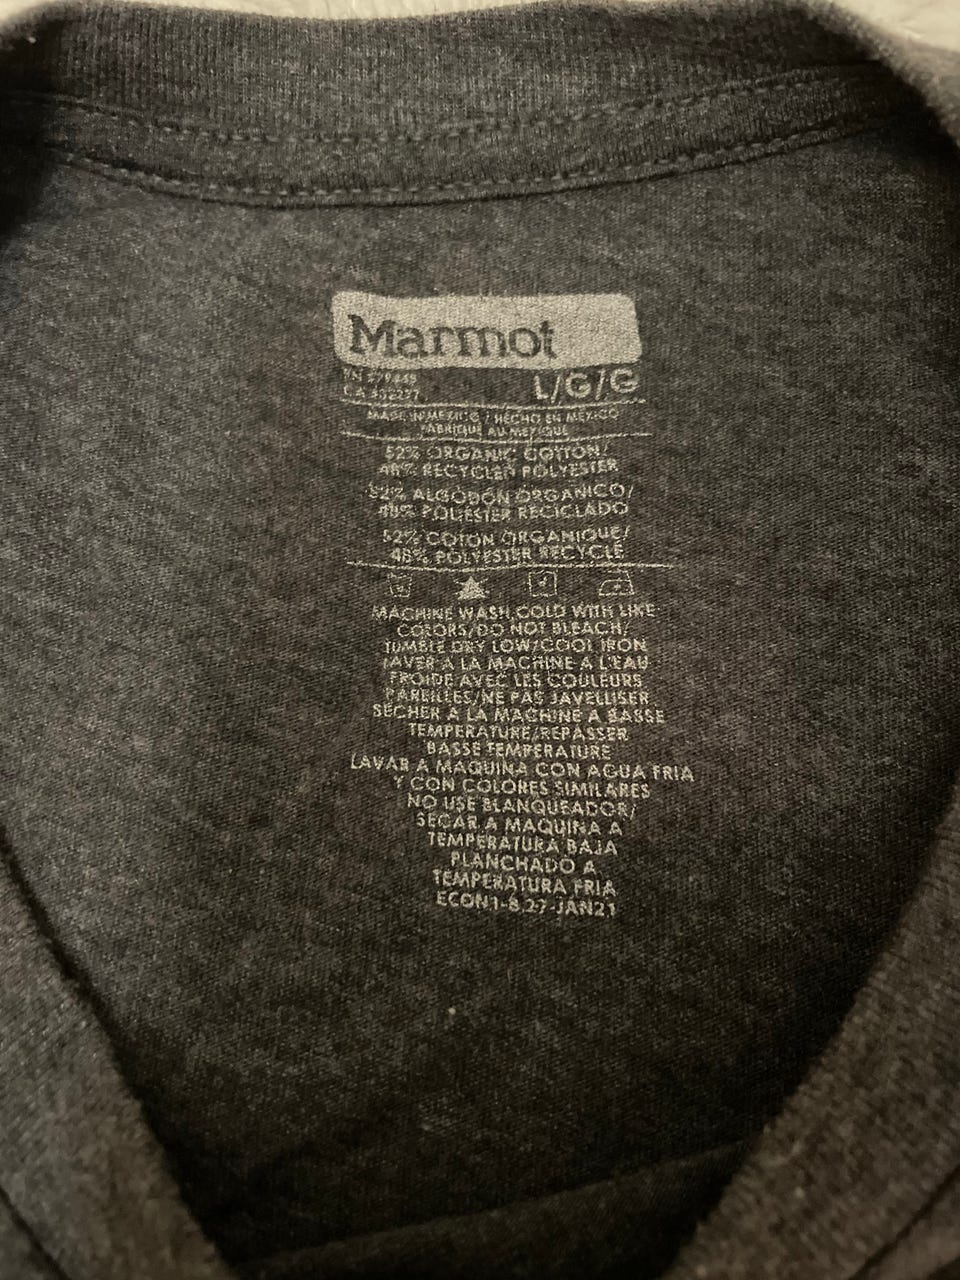 Marmot
L/G/G
MADE IN MEXICO / HECHO EN MEXICO
FABRIQUE AU MEXIQUE
52% ORGANIC COTTON/
48% RECYCLED POLYESTER
52% ALGODÓN ORGANICO/
48% POLIESTER RECICLADO
52% COTON ORGANIQUE/
48% POLYESTER RECYCLE
MACHINE WASH COLD WITH LIKE
COLORS/DO NOT BLEACH/
TUMBLE DRY LOW/COOL IRON
LAVER A LA MACHINE A L'EAU
FROIDE AVEC LES COULEURS
PAREILLES/NE PAS JAVELLISER
SECHER A LA MACHINE A BASSE
TEMPERATURE/REPASSER
BASSE TEMPERATURE
LAVAR A MAQUINA CON AGUA FRIA
Y CON COLORES SIMILARES
NO USE BLANQUEADOR/
SECAR A MAQUINA A
TEMPERATURA BAJA
PLANCHADO A
TEMPERATURA FRIA
ECON1-8.27-JAN21